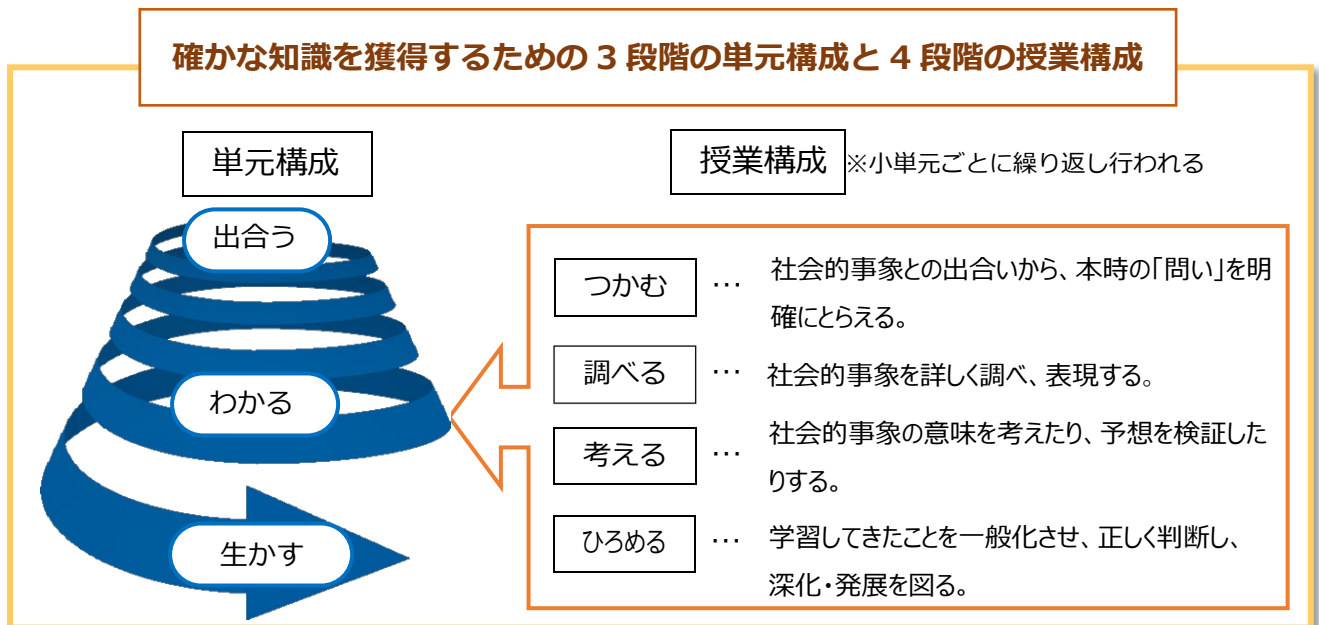 確かな知識を獲得するための３段階の単元構成と４段階の授業構成
単元構成
授業構成 ※小単元ごとに繰り返し行われる
出合う
わかる
生かす
つかむ … 社会的事象との出合いから、本時の「問い」を明
確にとらえる。
調べる … 社会的事象を詳しく調べ、表現する。
考える … 社会的事象の意味を考えたり、予想を検証した
りする。
ひろめる … 学習してきたことを一般化させ、正しく判断し、
深化・発展を図る。